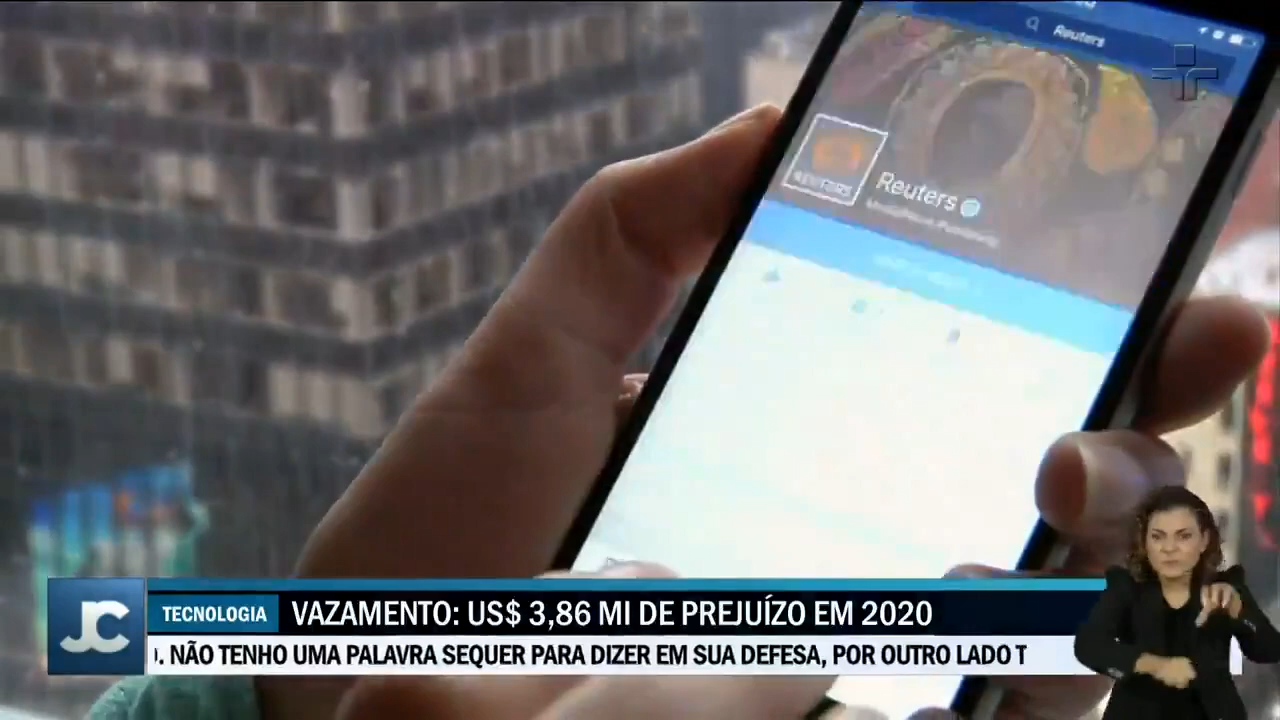 Reuters
REUTERS
Reuters
JC
TECNOLOGIA
VAZAMENTO: US$ 3,86 MI DE PREJUÍZO EM 2020
. NÃO TENHO UMA PALAVRA SEQUER PARA DIZER EM SUA DEFESA, POR OUTRO LADO T